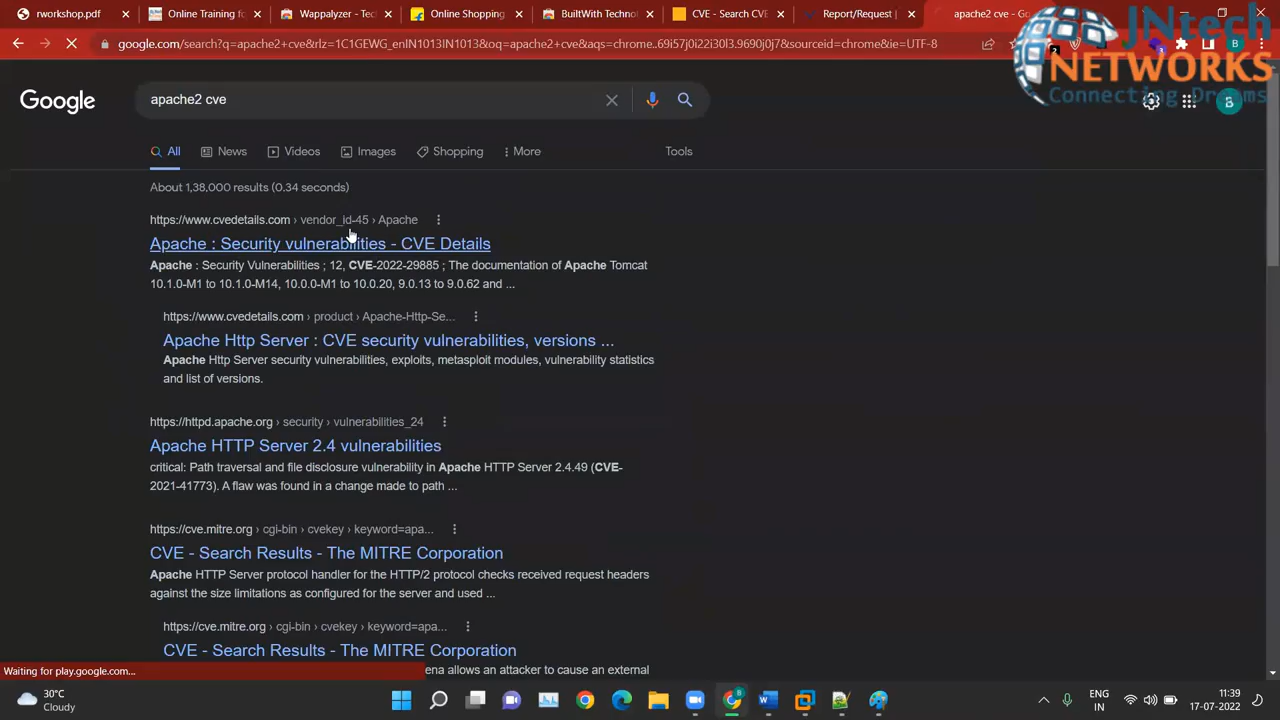 rworkshop.pdf
Online Training fo
Wappalyzer - Tec
Online Shopping
BuiltWith Technol
CVE - Search CVE
Report/Request
apache2 cve - Go
google.com/search?q=apache2+cve&rlz=1C1GEWG_enIN1013IN1013&oq=apache2+cve&aqs=chrome..69i57j0i22i30l3.9690j0j7&sourceid=chrome&ie=UTF-8
B
JNtech
NETWORKS
Connecting Dreams
Google
apache2 cve
All
News
Videos
Images
Shopping
More
Tools
About 1,38,000 results (0.34 seconds)
https://www.cvedetails.com › vendor_id-45 › Apache
Apache : Security vulnerabilities - CVE Details
Apache : Security Vulnerabilities ; 12, CVE-2022-29885 ; The documentation of Apache Tomcat
10.1.0-M1 to 10.1.0-M14, 10.0.0-M1 to 10.0.20, 9.0.13 to 9.0.62 and ...
https://www.cvedetails.com › product › Apache-Http-Se...
Apache Http Server : CVE security vulnerabilities, versions ...
Apache Http Server security vulnerabilities, exploits, metasploit modules, vulnerability statistics
and list of versions.
https://httpd.apache.org › security › vulnerabilities_24
Apache HTTP Server 2.4 vulnerabilities
critical: Path traversal and file disclosure vulnerability in Apache HTTP Server 2.4.49 (CVE-
2021-41773). A flaw was found in a change made to path ...
https://cve.mitre.org › cgi-bin › cvekey › keyword=apa...
CVE - Search Results - The MITRE Corporation
Apache HTTP Server protocol handler for the HTTP/2 protocol checks received request headers
against the size limitations as configured for the server and used ...
https://cve.mitre.org › cgi-bin › cvekey › keyword=apa...
CVE - Search Results - The MITRE Corporation
ena allows an attacker to cause an external
Waiting for play.google.com...
30°C
Cloudy
ENG
IN
11:39
17-07-2022